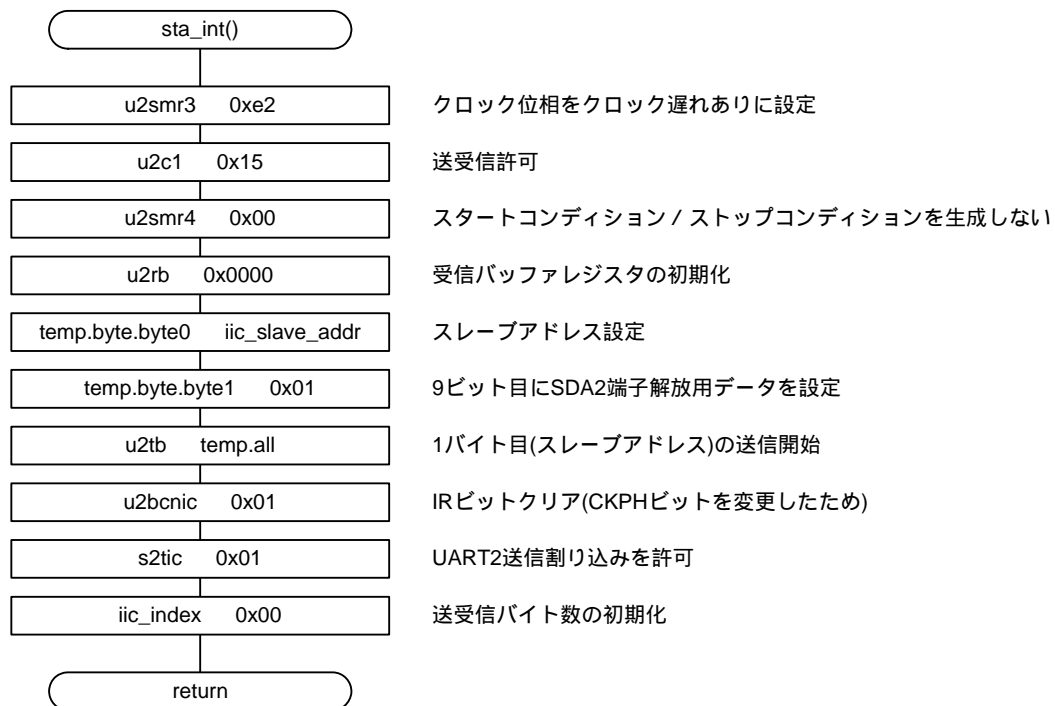 sta_int()
u2smr3 0xe2 クロック位相をクロック遅れありに設定
u2c1 0x15 送受信許可
u2smr4 0x00 スタートコンディション / ストップコンディションを生成しない
u2rb 0x0000 受信バッファレジスタの初期化
temp.byte.byte0 iic_slave_addr スレーブアドレス設定
temp.byte.byte1 0x01 9ビット目にSDA2端子解放用データを設定
u2tb temp.all 1バイト目(スレーブアドレス)の送信開始
u2bcnic 0x01 IRビットクリア(CKPHビットを変更したため)
s2tic 0x01 UART2送信割り込みを許可
iic_index 0x00 送受信バイト数の初期化
return